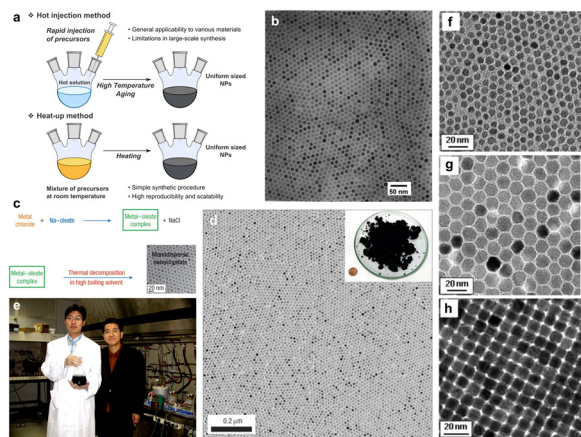 a
❖ Hot injection method
Rapid injection of
precursors
• General applicability to various materials
• Limitations in large-scale synthesis
Hot solution
High Temperature
Aging
Uniform sized
NPs
❖ Heat-up method
Heating
Uniform sized
NPs
Mixture of precursors
at room temperature
• Simple synthetic procedure
• High reproducibility and scalability
b
50 nm
c
Metal
chloride
+
Na–oleate
Metal–oleate
complex
+ NaCl
Metal–oleate
complex
Thermal decomposition
in high boiling solvent
Monodisperse
nanocrystals
20 nm
d
0.2 μm
e
f
20 nm
g
20 nm
h
20 nm